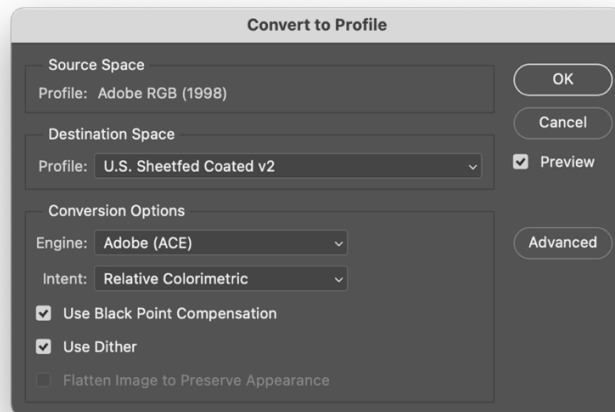 Convert to Profile
Source Space
Profile: Adobe RGB (1998)
OK
Cancel
Destination Space
Profile: U.S. Sheetfed Coated v2
Preview
Conversion Options
Engine: Adobe (ACE)
Advanced
Intent: Relative Colorimetric
Use Black Point Compensation
Use Dither
Flatten Image to Preserve Appearance